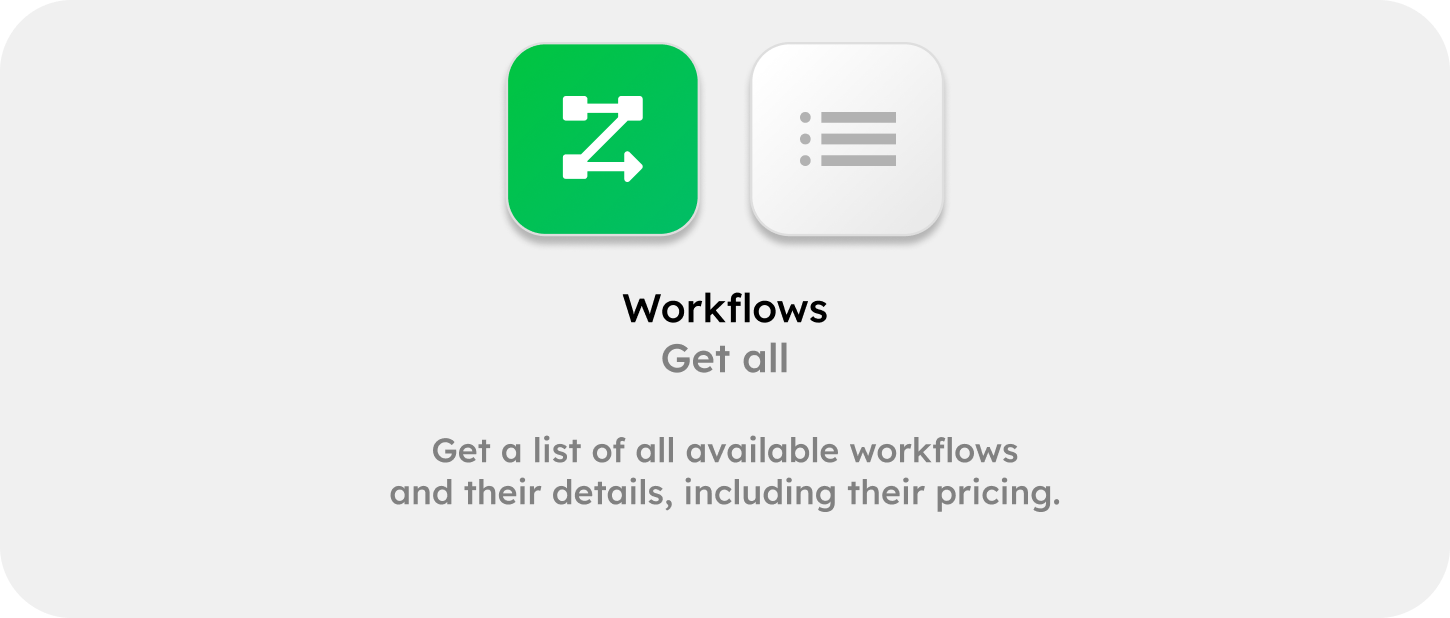 Workflows
Get all
Get a list of all available workflows
and their details, including their pricing.